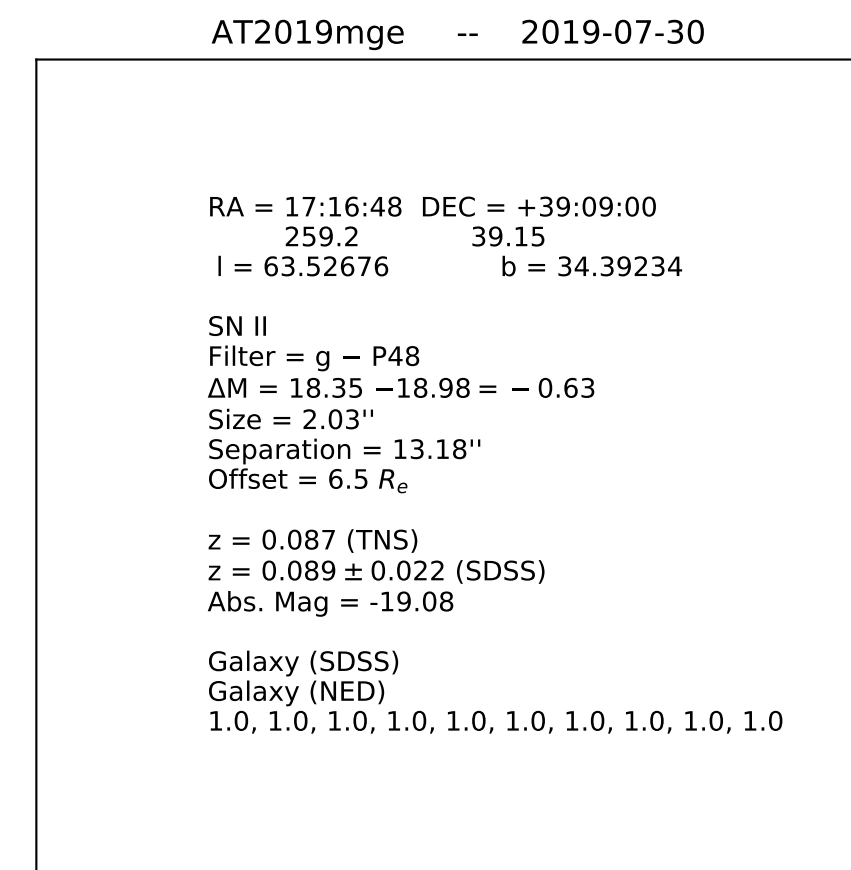 AT2019mge -- 2019-07-30
RA = 17:16:48 DEC = +39:09:00
259.2 39.15
l = 63.52676 b = 34.39234
SN II
Filter = g − P48
ΔM = 18.35 −18.98 = − 0.63
Size = 2.03''
Separation = 13.18''
Offset = 6.5 Rₑ
z = 0.087 (TNS)
z = 0.089 ± 0.022 (SDSS)
Abs. Mag = -19.08
Galaxy (SDSS)
Galaxy (NED)
1.0, 1.0, 1.0, 1.0, 1.0, 1.0, 1.0, 1.0, 1.0, 1.0